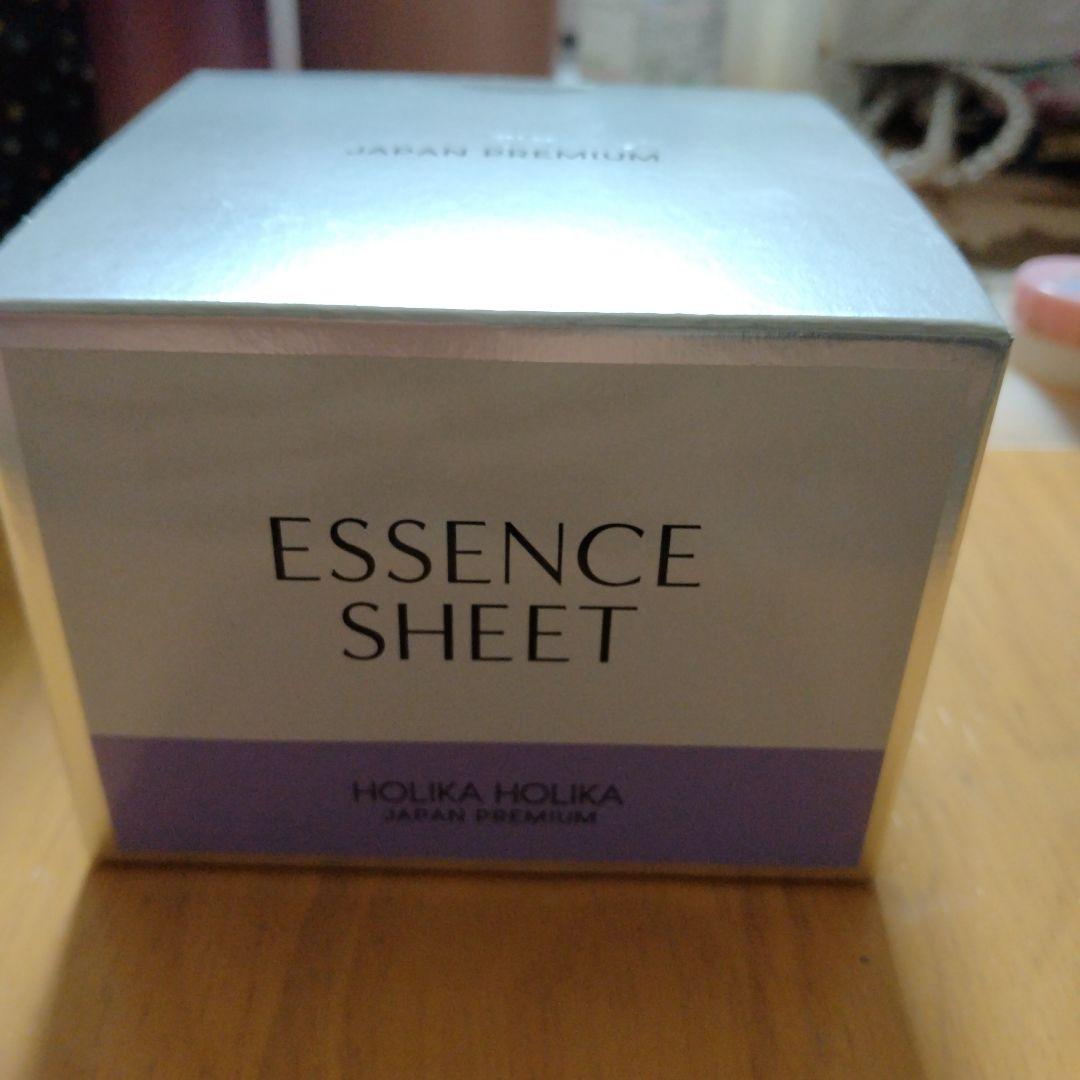 JAPAN PREMIUM
ESSENCE
SHEET
HOLIKA HOLIKA
JAPAN PREMIUM